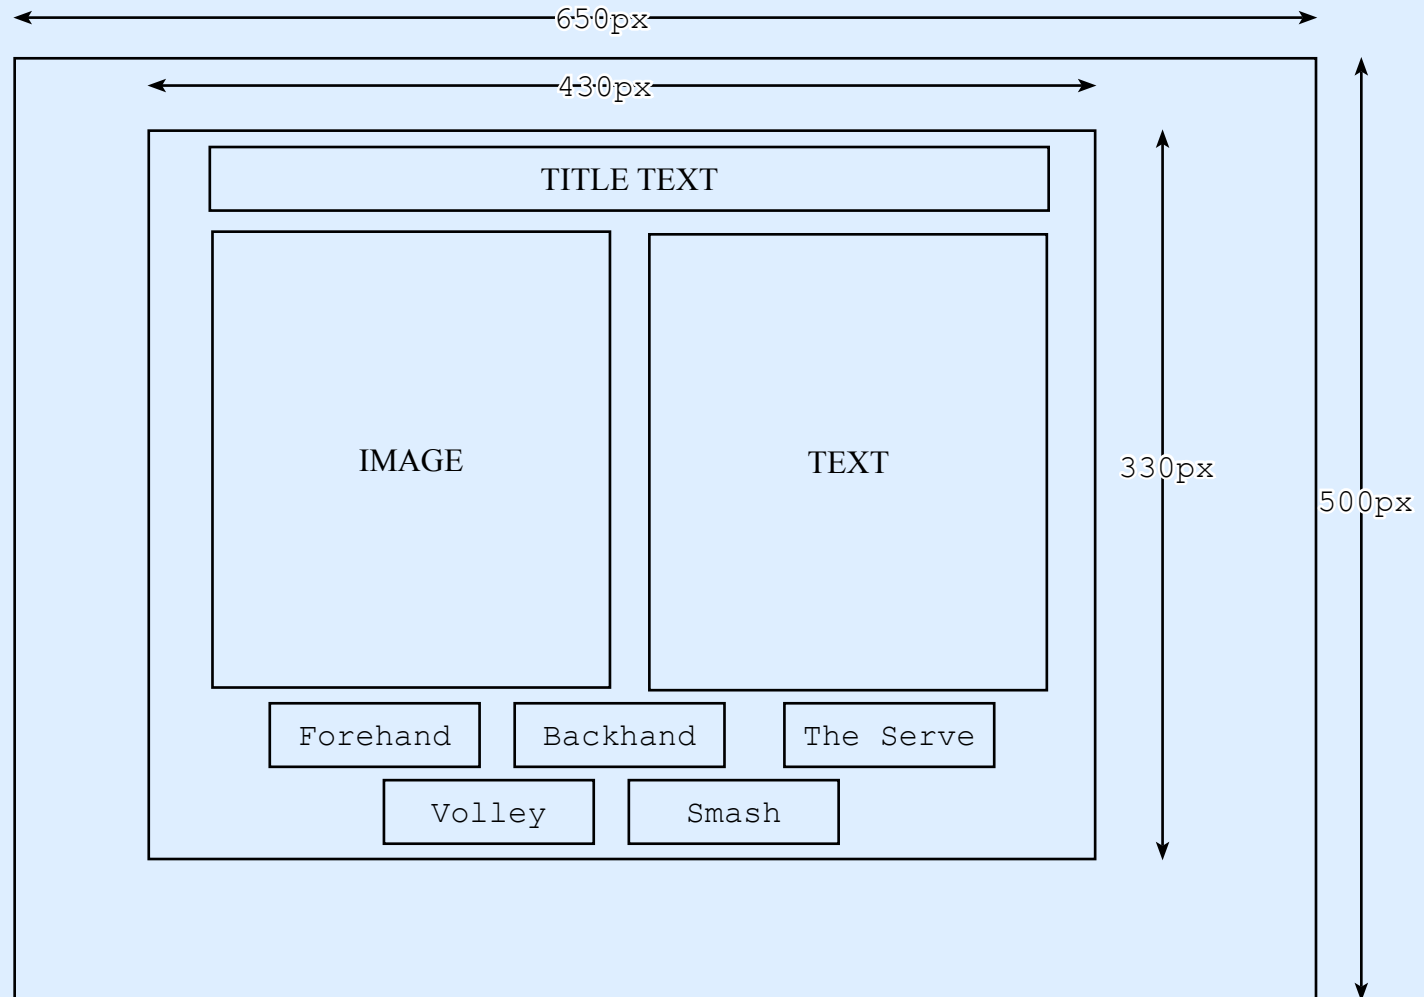 650px
430px
TITLE TEXT
IMAGE
TEXT
330px
500px
Forehand
Backhand
The Serve
Volley
Smash